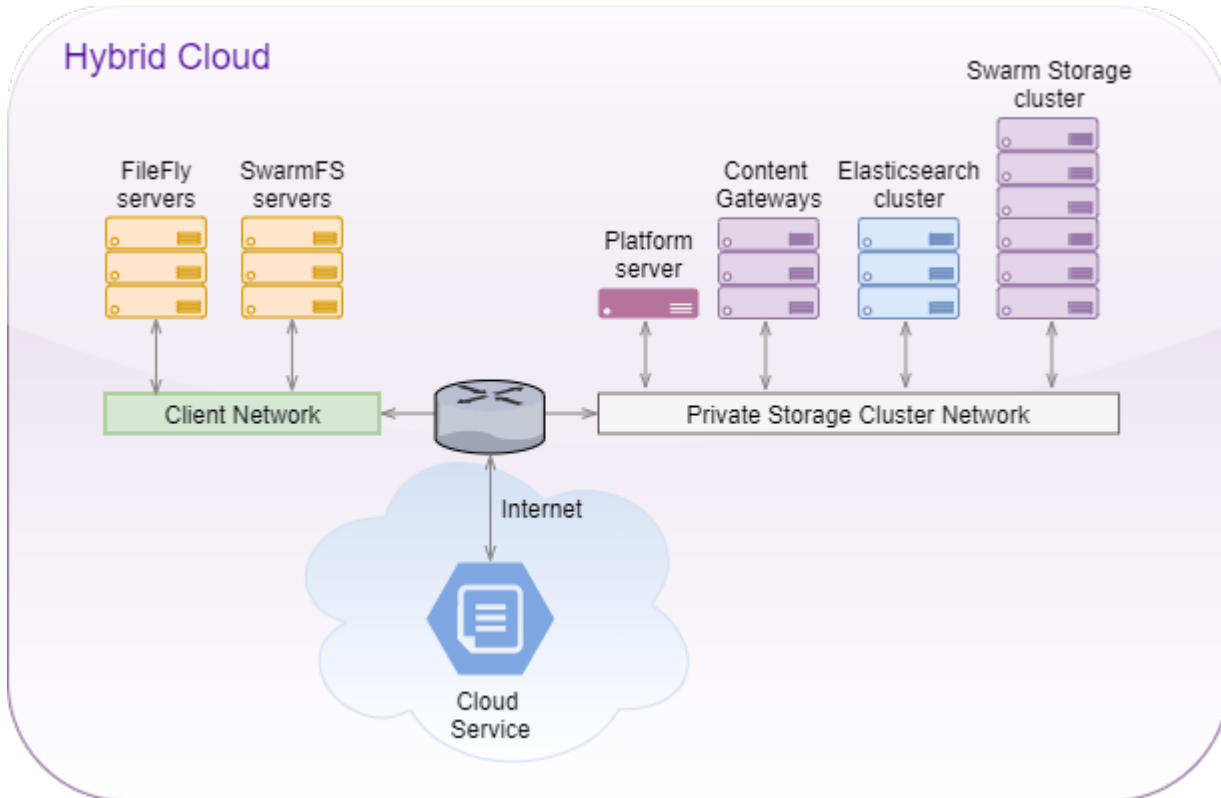 Hybrid Cloud
Swarm Storage
cluster
FileFly
servers
SwarmFS
servers
Content
Gateways
Elasticsearch
cluster
Platform
server
Client Network
Private Storage Cluster Network
Internet
Cloud
Service